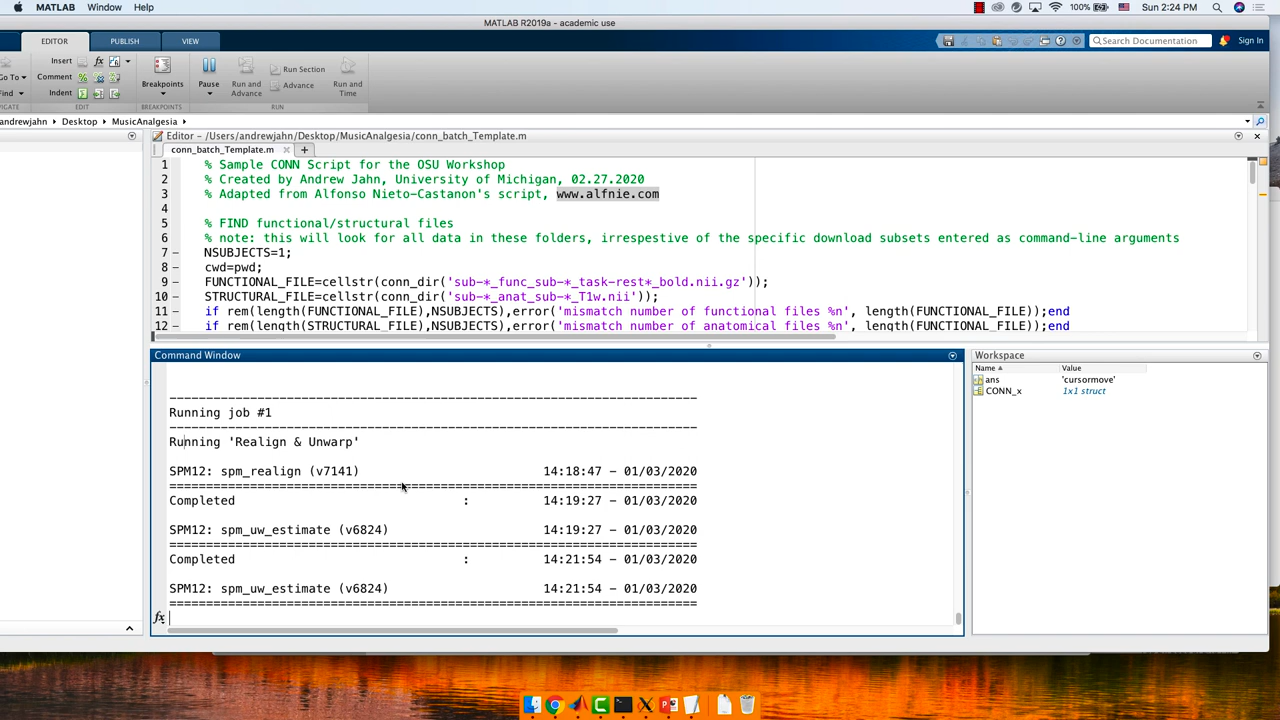 MATLAB Window Help
100% Sun 2:24 PM
MATLAB R2019a - academic use
EDITOR PUBLISH VIEW
Search Documentation Sign In
Insert fx
Go To Comment
Find Indent
Breakpoints
Pause
Run and Advance
Run Section
Advance
Run and Time
VIGATE EDIT BREAKPOINTS RUN
andrewjahn ▸ Desktop ▸ MusicAnalgesia ▸
Editor - /Users/andrewjahn/Desktop/MusicAnalgesia/conn_batch_Template.m
conn_batch_Template.m × +
1 % Sample CONN Script for the OSU Workshop
2 % Created by Andrew Jahn, University of Michigan, 02.27.2020
3 % Adapted from Alfonso Nieto-Castanon's script, www.alfnie.com
4
5 % FIND functional/structural files
6 % note: this will look for all data in these folders, irrespestive of the specific download subsets entered as command-line arguments
7 – NSUBJECTS=1;
8 – cwd=pwd;
9 – FUNCTIONAL_FILE=cellstr(conn_dir('sub-*_func_sub-*_task-rest*_bold.nii.gz'));
10 – STRUCTURAL_FILE=cellstr(conn_dir('sub-*_anat_sub-*_T1w.nii'));
11 – if rem(length(FUNCTIONAL_FILE),NSUBJECTS),error('mismatch number of functional files %n', length(FUNCTIONAL_FILE));end
12 – if rem(length(STRUCTURAL_FILE),NSUBJECTS),error('mismatch number of anatomical files %n', length(FUNCTIONAL_FILE));end
Command Window
------------------------------------------------------------------------
Running job #1
------------------------------------------------------------------------
Running 'Realign & Unwarp'
SPM12: spm_realign (v7141) 14:18:47 - 01/03/2020
========================================================================
Completed : 14:19:27 - 01/03/2020
SPM12: spm_uw_estimate (v6824) 14:19:27 - 01/03/2020
========================================================================
Completed : 14:21:54 - 01/03/2020
SPM12: spm_uw_estimate (v6824) 14:21:54 - 01/03/2020
========================================================================
fx
Workspace
Name Value
ans 'cursormove'
CONN_x 1x1 struct